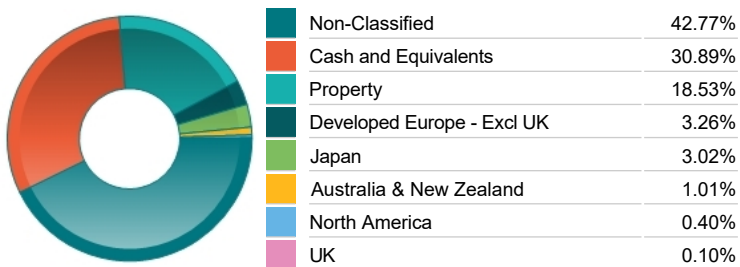 Non-Classified 42.77%
Cash and Equivalents 30.89%
Property 18.53%
Developed Europe - Excl UK 3.26%
Japan 3.02%
Australia & New Zealand 1.01%
North America 0.40%
UK 0.10%